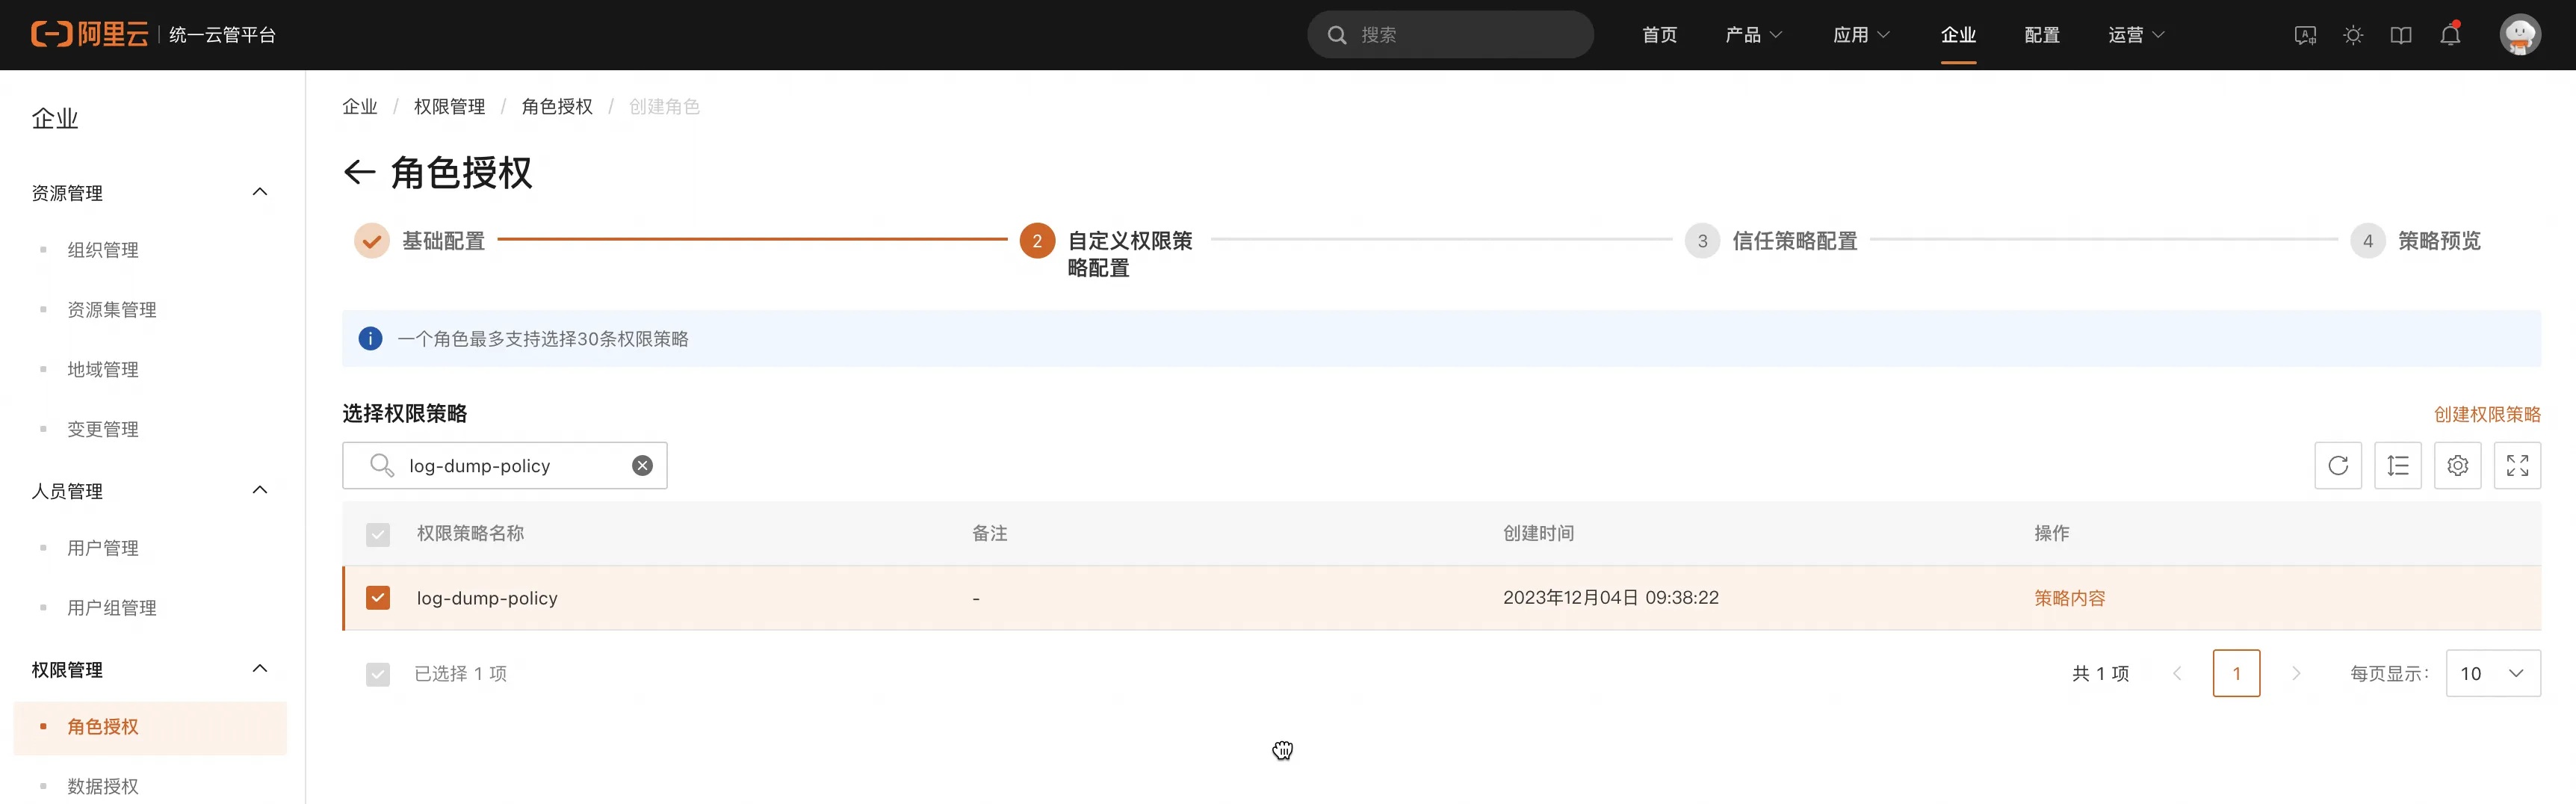 阿里云 统一云管平台 搜索 首页 产品 应用 企业 配置 运营
企业
资源管理
组织管理
资源集管理
地域管理
变更管理
人员管理
用户管理
用户组管理
权限管理
角色授权
数据授权
企业 / 权限管理 / 角色授权 / 创建角色
角色授权
基础配置
2 自定义权限策
略配置
3 信任策略配置
4 策略预览
一个角色最多支持选择30条权限策略
选择权限策略 创建权限策略
log-dump-policy
权限策略名称 备注 创建时间 操作
log-dump-policy - 2023年12月04日 09:38:22 策略内容
已选择 1 项 共 1 项 1 每页显示: 10